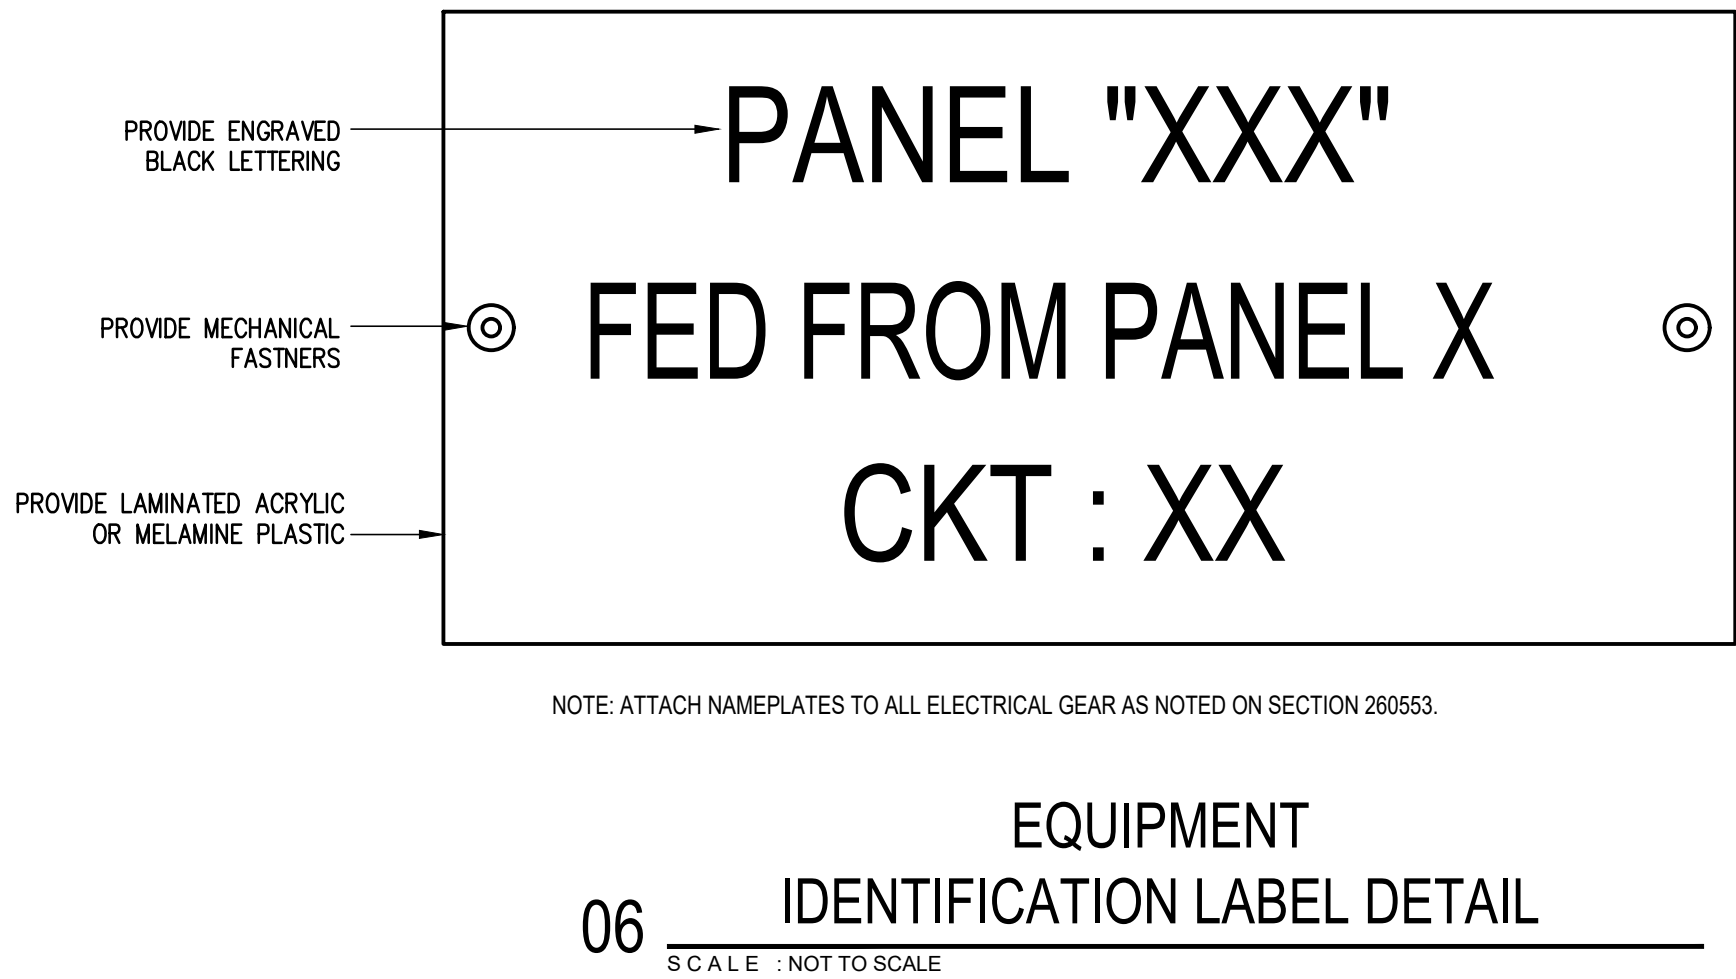 PROVIDE ENGRAVED
BLACK LETTERING
PANEL "XXX"
PROVIDE MECHANICAL
FASTNERS
FED FROM PANEL X
PROVIDE LAMINATED ACRYLIC
OR MELAMINE PLASTIC
CKT : XX
NOTE: ATTACH NAMEPLATES TO ALL ELECTRICAL GEAR AS NOTED ON SECTION 260553.
EQUIPMENT
IDENTIFICATION LABEL DETAIL
06
SCALE : NOT TO SCALE